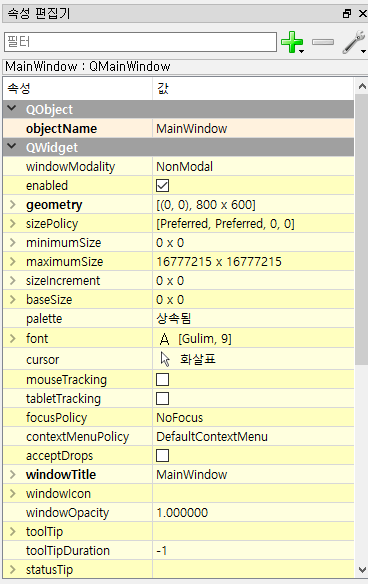 속성 편집기
필터
MainWindow : QMainWindow
속성 값
QObject
objectName MainWindow
QWidget
windowModality NonModal
enabled
geometry [(0, 0), 800 x 600]
sizePolicy [Preferred, Preferred, 0, 0]
minimumSize 0 x 0
maximumSize 16777215 x 16777215
sizeIncrement 0 x 0
baseSize 0 x 0
palette 상속됨
font A [Gulim, 9]
cursor 화살표
mouseTracking
tabletTracking
focusPolicy NoFocus
contextMenuPolicy DefaultContextMenu
acceptDrops
windowTitle MainWindow
windowIcon
windowOpacity 1.000000
toolTip
toolTipDuration -1
statusTip